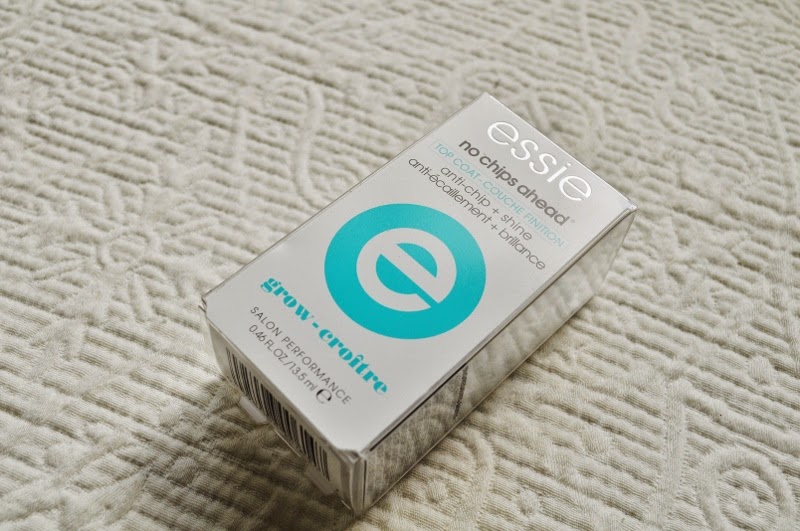 essie
no chips ahead®
TOP COAT - COUCHE FINITION
anti-chip + shine
anti-écaillement + brillance
e
grow-croître
SALON PERFORMANCE
0.46 FL OZ/13.5 ml e